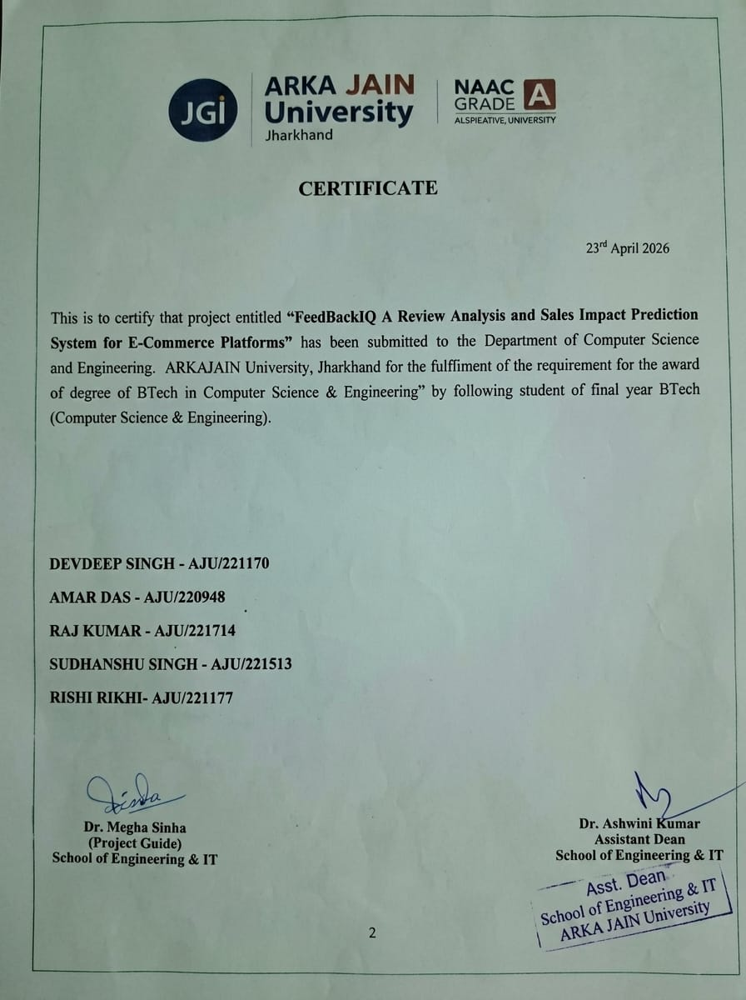 JGi
ARKA JAIN
University
Jharkhand
NAAC
GRADE A
ALSPIEATIVE, UNIVERSITY
CERTIFICATE
23rd April 2026
This is to certify that project entitled “FeedBackIQ A Review Analysis and Sales Impact Prediction
System for E-Commerce Platforms” has been submitted to the Department of Computer Science
and Engineering. ARKAJAIN University, Jharkhand for the fulffiment of the requirement for the award
of degree of BTech in Computer Science & Engineering” by following student of final year BTech
(Computer Science & Engineering).
DEVDEEP SINGH - AJU/221170
AMAR DAS - AJU/220948
RAJ KUMAR - AJU/221714
SUDHANSHU SINGH - AJU/221513
RISHI RIKHI- AJU/221177
Dr. Megha Sinha
(Project Guide)
School of Engineering & IT
Dr. Ashwini Kumar
Assistant Dean
School of Engineering & IT
Asst. Dean
School of Engineering & IT
ARKA JAIN University
2